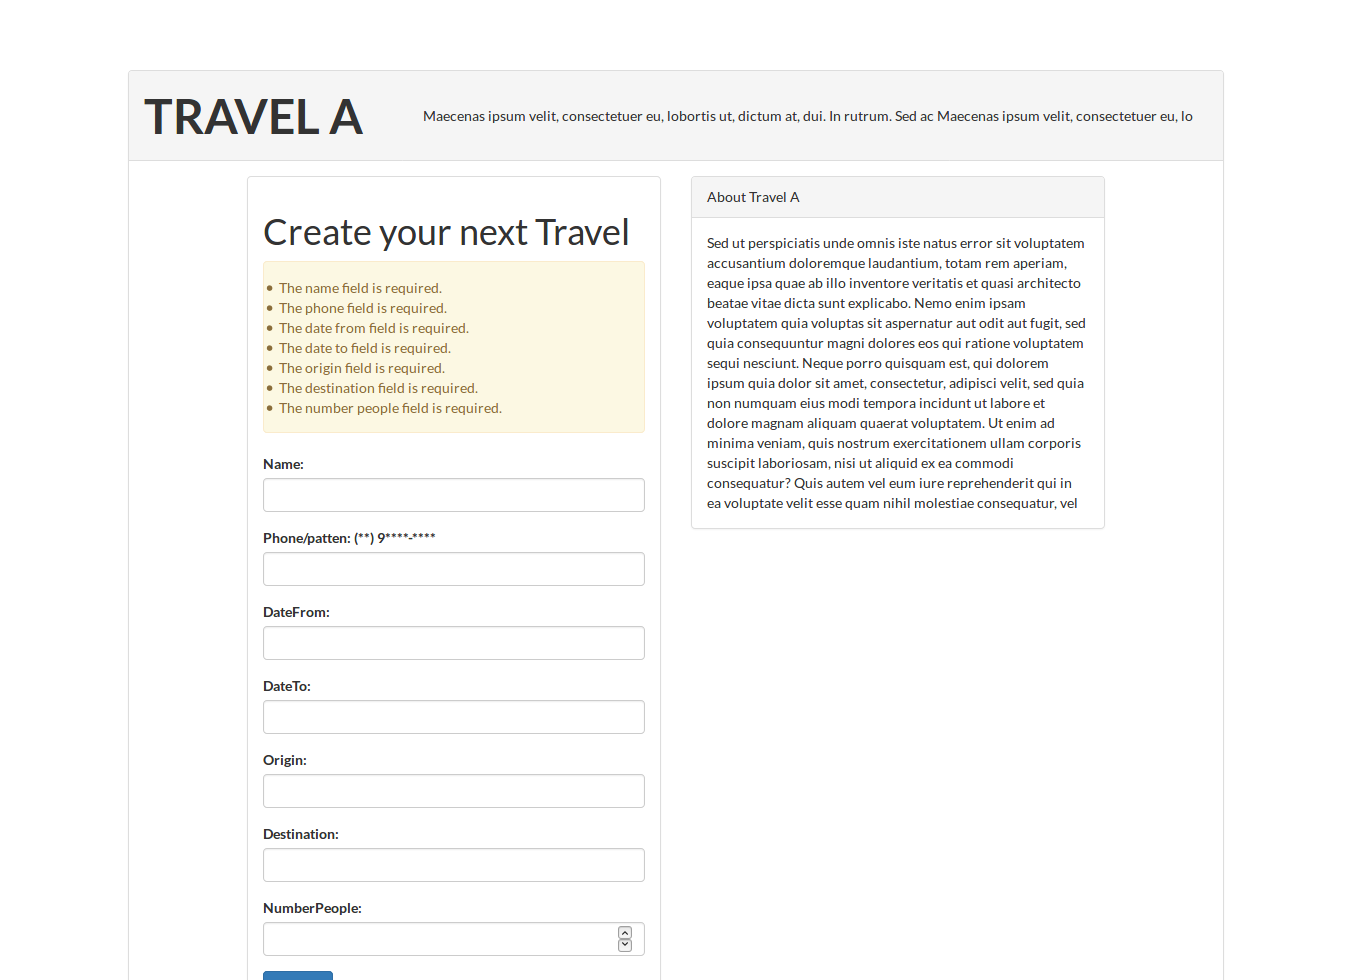 TRAVEL A
Maecenas ipsum velit, consectetuer eu, lobortis ut, dictum at, dui. In rutrum. Sed ac Maecenas ipsum velit, consectetuer eu, lo
Create your next Travel
The name field is required.
The phone field is required.
The date from field is required.
The date to field is required.
The origin field is required.
The destination field is required.
The number people field is required.
Name:
Phone/patten: (**) 9****-****
DateFrom:
DateTo:
Origin:
Destination:
NumberPeople:
About Travel A
Sed ut perspiciatis unde omnis iste natus error sit voluptatem
accusantium doloremque laudantium, totam rem aperiam,
eaque ipsa quae ab illo inventore veritatis et quasi architecto
beatae vitae dicta sunt explicabo. Nemo enim ipsam
voluptatem quia voluptas sit aspernatur aut odit aut fugit, sed
quia consequuntur magni dolores eos qui ratione voluptatem
sequi nesciunt. Neque porro quisquam est, qui dolorem
ipsum quia dolor sit amet, consectetur, adipisci velit, sed quia
non numquam eius modi tempora incidunt ut labore et
dolore magnam aliquam quaerat voluptatem. Ut enim ad
minima veniam, quis nostrum exercitationem ullam corporis
suscipit laboriosam, nisi ut aliquid ex ea commodi
consequatur? Quis autem vel eum iure reprehenderit qui in
ea voluptate velit esse quam nihil molestiae consequatur, vel